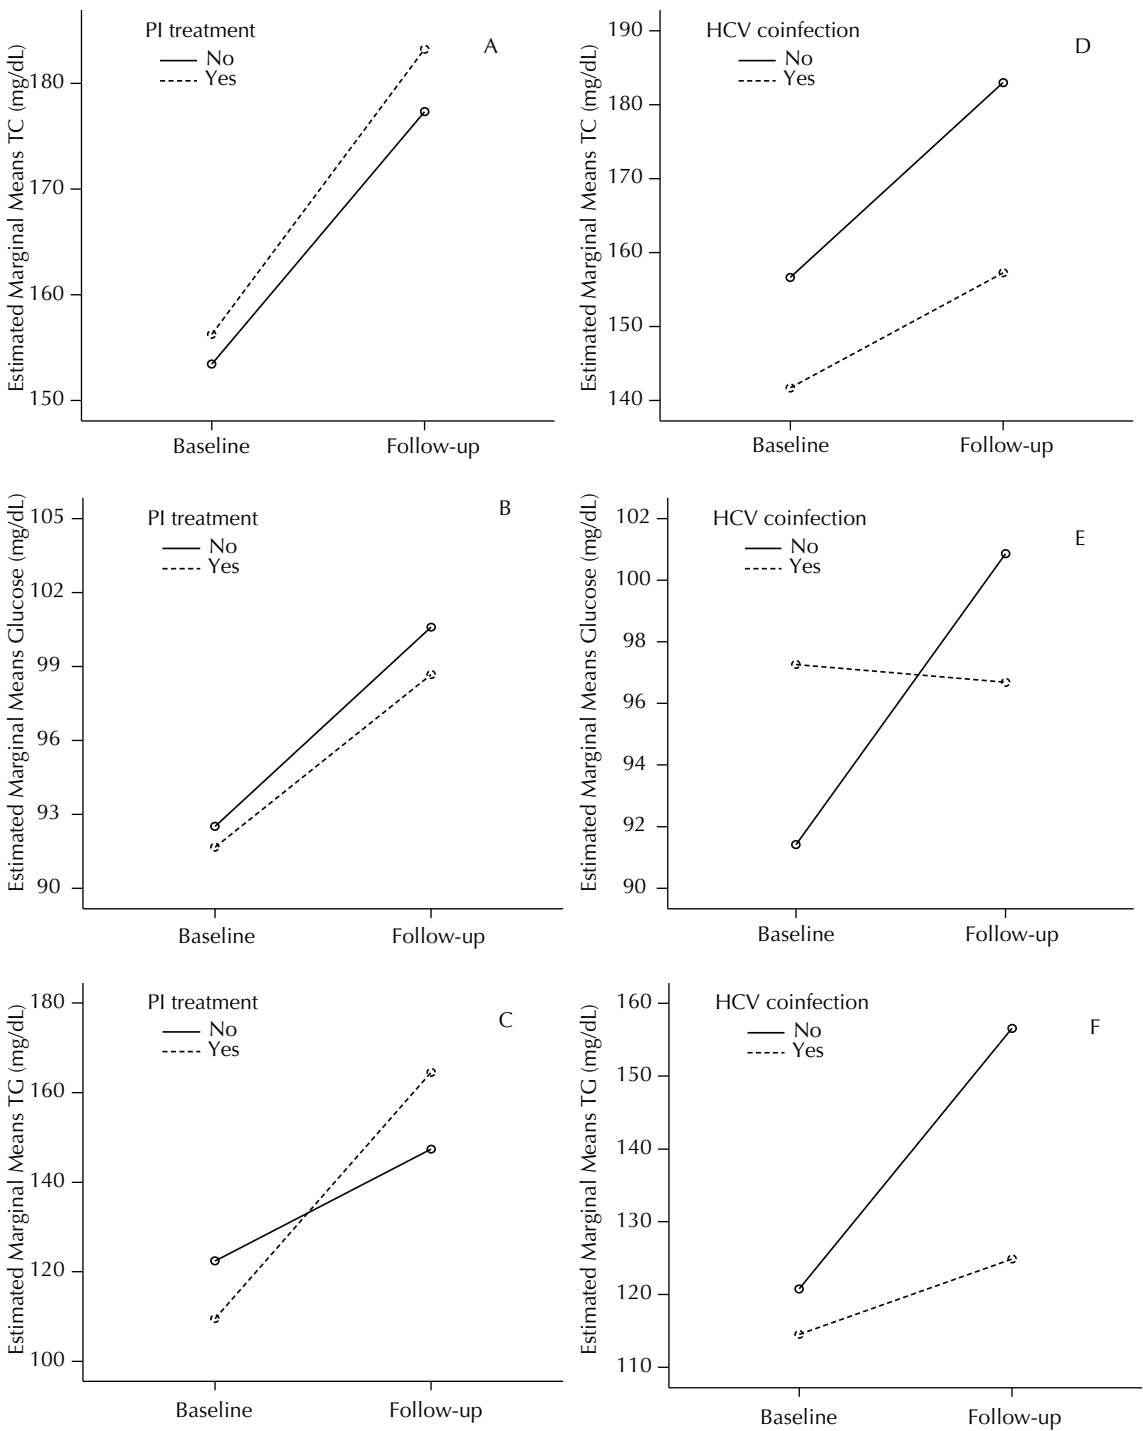 PI treatment
No
Yes
A
Estimated Marginal Means TC (mg/dL)
180
170
160
150
Baseline
Follow-up
HCV coinfection
No
Yes
D
Estimated Marginal Means TC (mg/dL)
190
180
170
160
150
140
Baseline
Follow-up
PI treatment
No
Yes
B
Estimated Marginal Means Glucose (mg/dL)
105
102
99
96
93
90
Baseline
Follow-up
HCV coinfection
No
Yes
E
Estimated Marginal Means Glucose (mg/dL)
102
100
98
96
94
92
90
Baseline
Follow-up
PI treatment
No
Yes
C
Estimated Marginal Means TG (mg/dL)
180
160
140
120
100
Baseline
Follow-up
HCV coinfection
No
Yes
F
Estimated Marginal Means TG (mg/dL)
160
150
140
130
120
110
Baseline
Follow-up